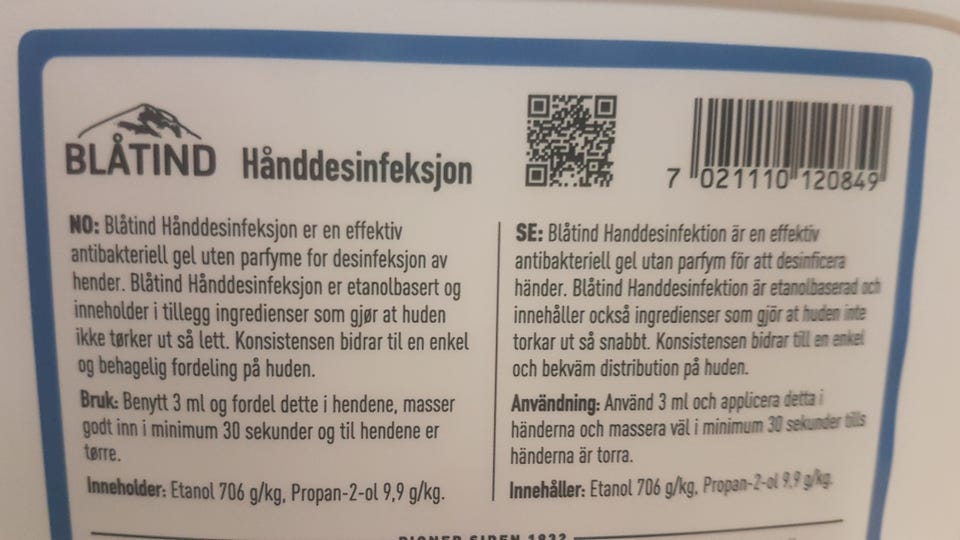 BLÅTIND
Hånddesinfeksjon
7 021110 120849
NO: Blåtind Hånddesinfeksjon er en effektiv
antibakteriell gel uten parfyme for desinfeksjon av
hender. Blåtind Hånddesinfeksjon er etanolbasert og
inneholder i tillegg ingredienser som gjør at huden
ikke tørker ut så lett. Konsistensen bidrar til en enkel
og behagelig fordeling på huden.
Bruk: Benytt 3 ml og fordel dette i hendene, masser
godt inn i minimum 30 sekunder og til hendene er
tørre.
Inneholder: Etanol 706 g/kg, Propan-2-ol 9,9 g/kg.
SE: Blåtind Handdesinfektion är en effektiv
antibakteriell gel utan parfym för att desinficera
händer. Blåtind Handdesinfektion är etanolbaserad och
innehåller också ingredienser som gjör at huden inte
torkar ut så snabbt. Konsistensen bidrar till en enkel
och bekväm distribution på huden.
Användning: Använd 3 ml och applicera detta i
händerna och massera väl i minimum 30 sekunder tills
händerna är torra.
Innehåller: Etanol 706 g/kg, Propan-2-ol 9,9 g/kg.
PIONER SIDEN 1932